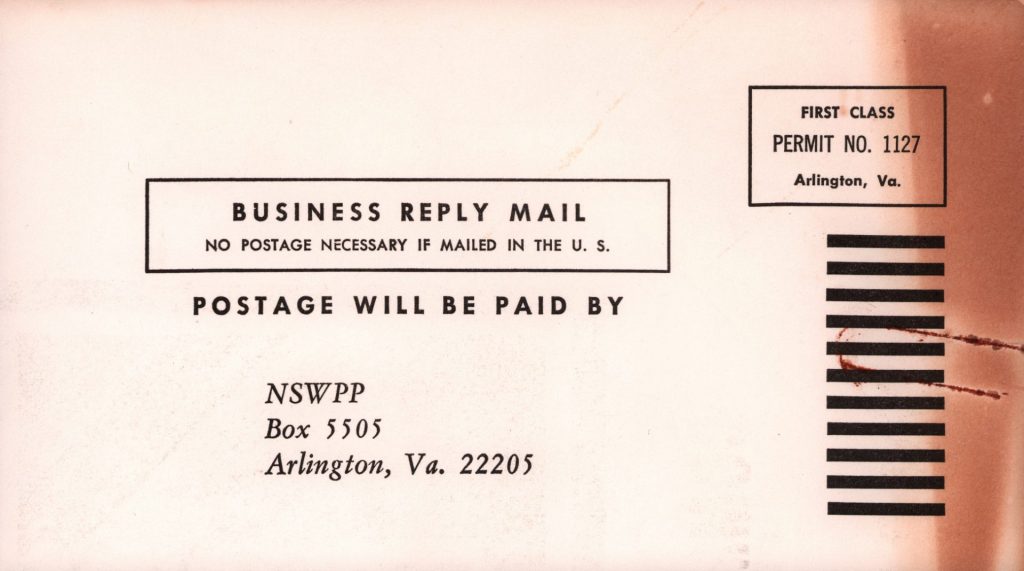 FIRST CLASS
PERMIT NO. 1127
Arlington, Va.
BUSINESS REPLY MAIL
NO POSTAGE NECESSARY IF MAILED IN THE U. S.
POSTAGE WILL BE PAID BY
NSWPP
Box 5505
Arlington, Va. 22205